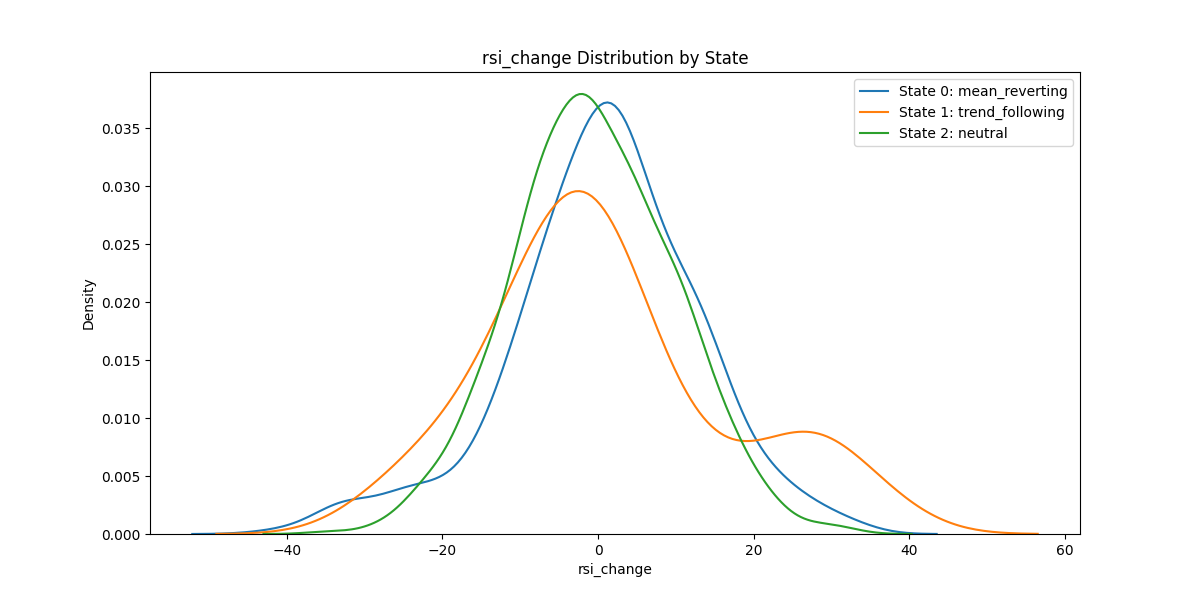 rsi_change Distribution by State
State 0: mean_reverting
State 1: trend_following
State 2: neutral
Density
0.035
0.030
0.025
0.020
0.015
0.010
0.005
0.000
−40
−20
0
20
40
60
rsi_change